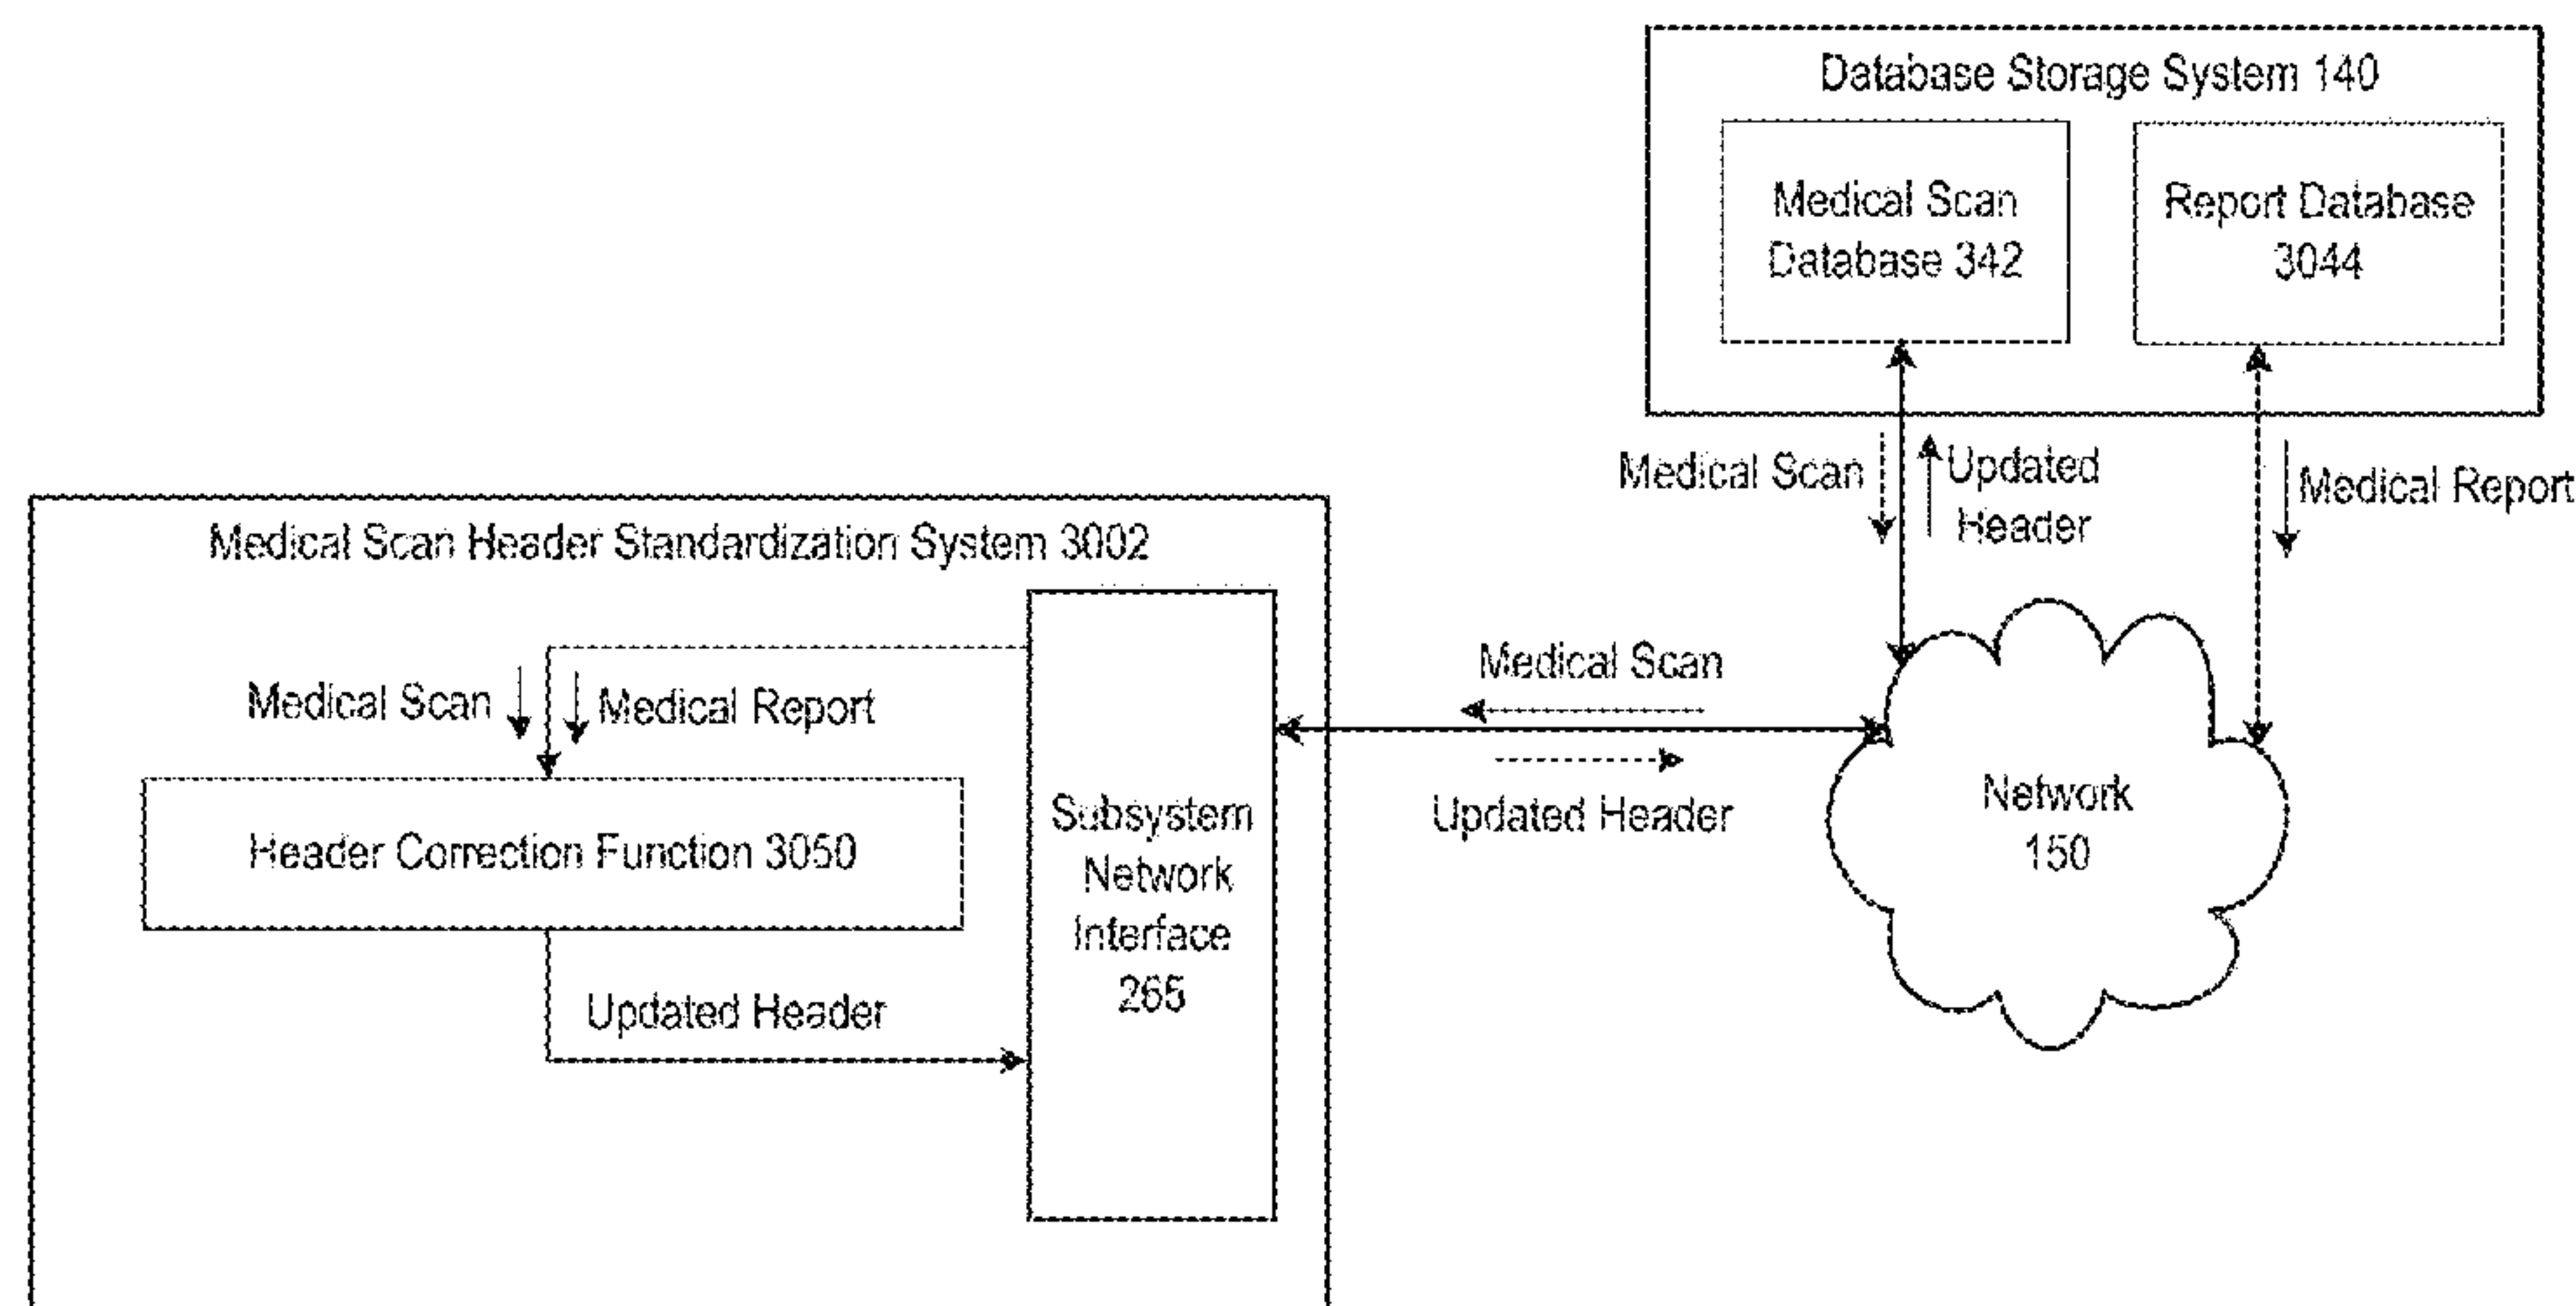 Database Storage System 140
Medical Scan
Database 342
Report Database
3044
Medical Scan
Updated
Header
Medical Report
Medical Scan Header Standardization System 3002
Medical Scan
Medical Report
Header Correction Function 3050
Updated Header
Subsystem
Network
Interface
265
Medical Scan
Updated Header
Network
150